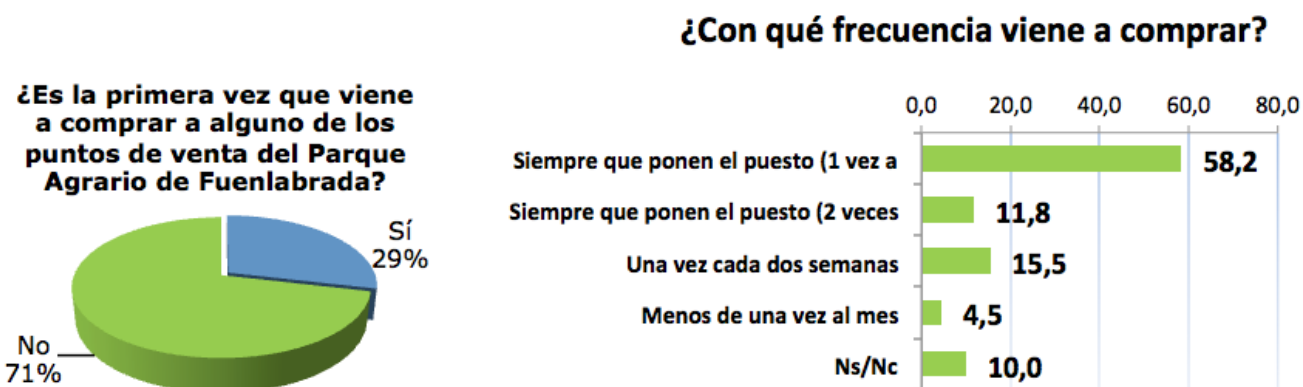 ¿Es la primera vez que viene
a comprar a alguno de los
puntos de venta del Parque
Agrario de Fuenlabrada?
Sí
29%
No
71%
¿Con qué frecuencia viene a comprar?
0,0 20,0 40,0 60,0 80,0
Siempre que ponen el puesto (1 vez a 58,2
Siempre que ponen el puesto (2 veces 11,8
Una vez cada dos semanas 15,5
Menos de una vez al mes 4,5
Ns/Nc 10,0